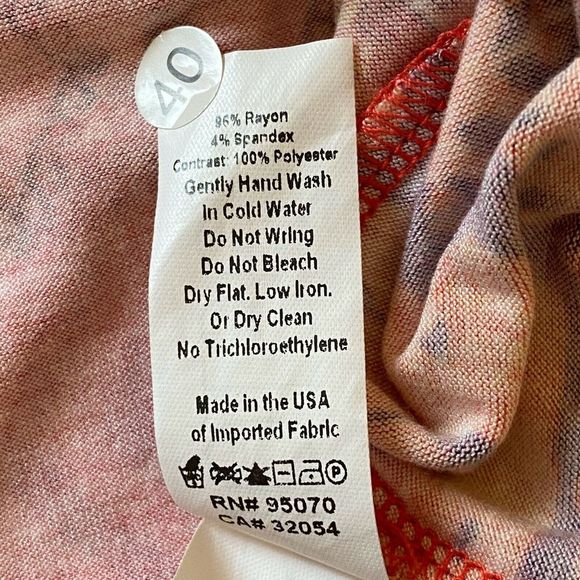 40
96% Rayon
4% Spandex
Contrast: 100% Polyester
Gently Hand Wash
In Cold Water
Do Not Wring
Do Not Bleach
Dry Flat. Low Iron.
Or Dry Clean
No Trichloroethylene
Made in the USA
of Imported Fabric
P
RN# 95070
CA# 32054